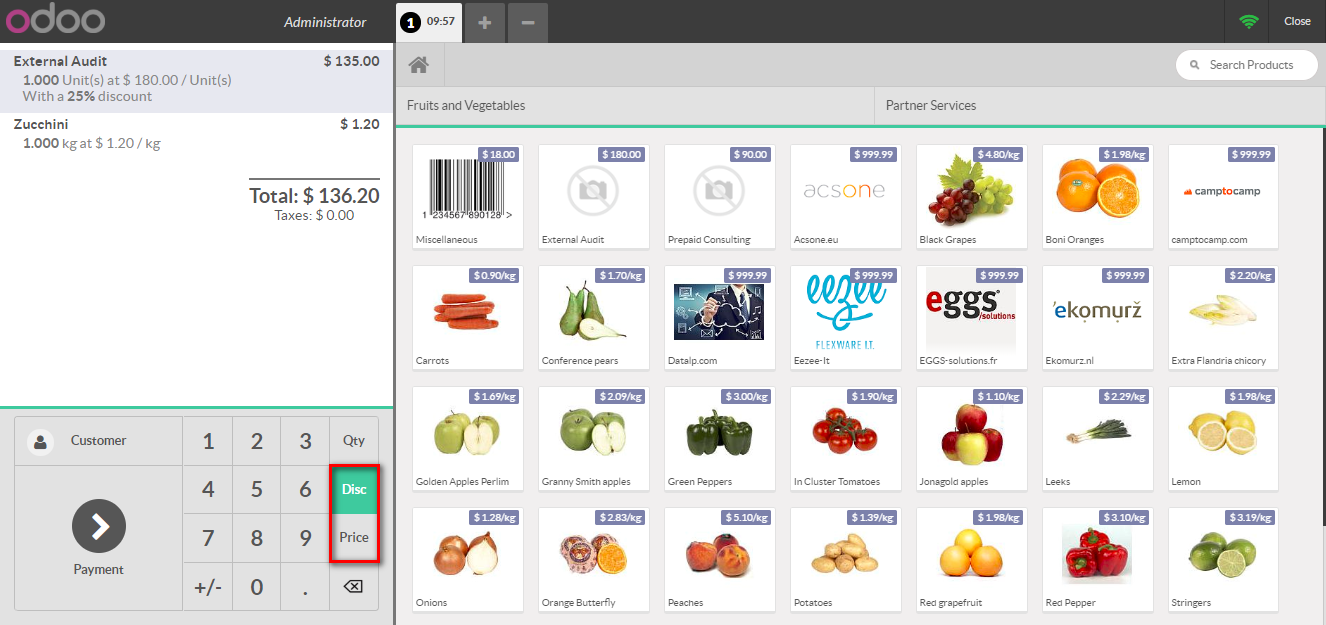 odoo
Administrator
1 09:57
Close
External Audit $ 135.00
1.000 Unit(s) at $ 180.00 / Unit(s)
With a 25% discount
Zucchini $ 1.20
1.000 kg at $ 1.20 / kg
Total: $ 136.20
Taxes: $ 0.00
Customer
Payment
1 2 3 Qty
4 5 6 Disc
7 8 9 Price
+/- 0 .
Search Products
Fruits and Vegetables Partner Services
$ 18.00
1 234567 890128 >
Miscellaneous
$ 180.00
External Audit
$ 90.00
Prepaid Consulting
$ 999.99
acsone
Acsone.eu
$ 4.80/kg
Black Grapes
$ 1.98/kg
Boni Oranges
$ 999.99
camptocamp
camptocamp.com
$ 0.90/kg
Carrots
$ 1.70/kg
Conference pears
$ 999.99
Datalp.com
$ 999.99
eezee
FLEXWARE I.T.
Eezee-It
$ 999.99
eggs
/solutions
EGGS-solutions.fr
$ 999.99
'ekomurž
Ekomurz.nl
$ 2.20/kg
Extra Flandria chicory
$ 1.69/kg
Golden Apples Perlim
$ 2.09/kg
Granny Smith apples
$ 3.00/kg
Green Peppers
$ 1.90/kg
In Cluster Tomatoes
$ 1.10/kg
Jonagold apples
$ 2.29/kg
Leeks
$ 1.98/kg
Lemon
$ 1.28/kg
Onions
$ 2.83/kg
Orange Butterfly
$ 5.10/kg
Peaches
$ 1.39/kg
Potatoes
$ 1.98/kg
Red grapefruit
$ 3.10/kg
Red Pepper
$ 3.19/kg
Stringers